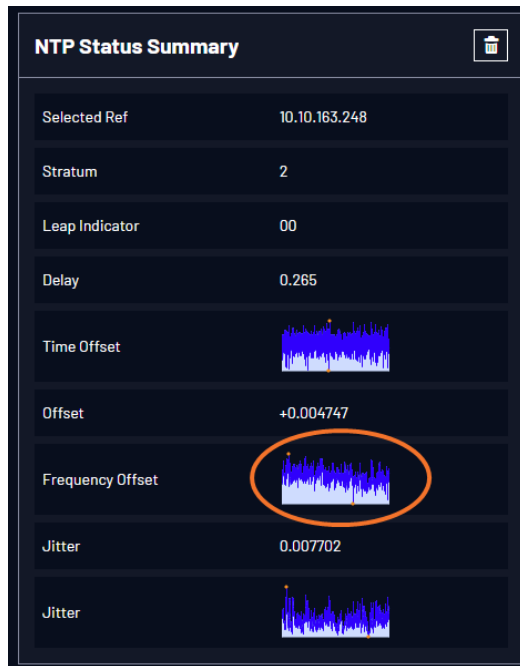 NTP Status Summary
Selected Ref 10.10.163.248
Stratum 2
Leap Indicator 00
Delay 0.265
Time Offset
Offset +0.004747
Frequency Offset
Jitter 0.007702
Jitter